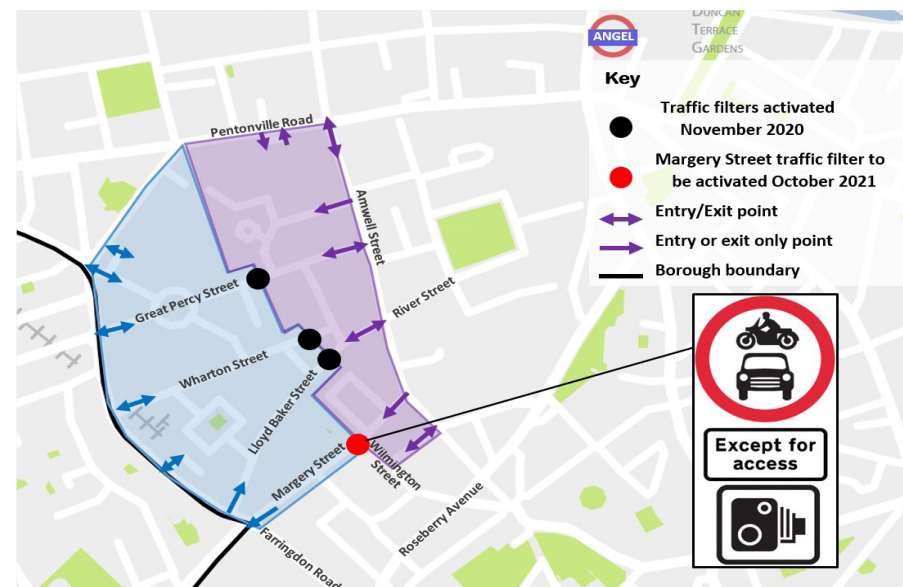 DUNCAN
TERRACE
GARDENS
ANGEL
Key
Traffic filters activated
November 2020
Margery Street traffic filter to
be activated October 2021
Entry/Exit point
Entry or exit only point
Borough boundary
Pentonville Road
Amwell Street
River Street
Great Percy Street
Wharton Street
Lloyd Baker Street
Margery Street
Wilmington
Street
Roseberry Avenue
Farringdon Road
Except for
access